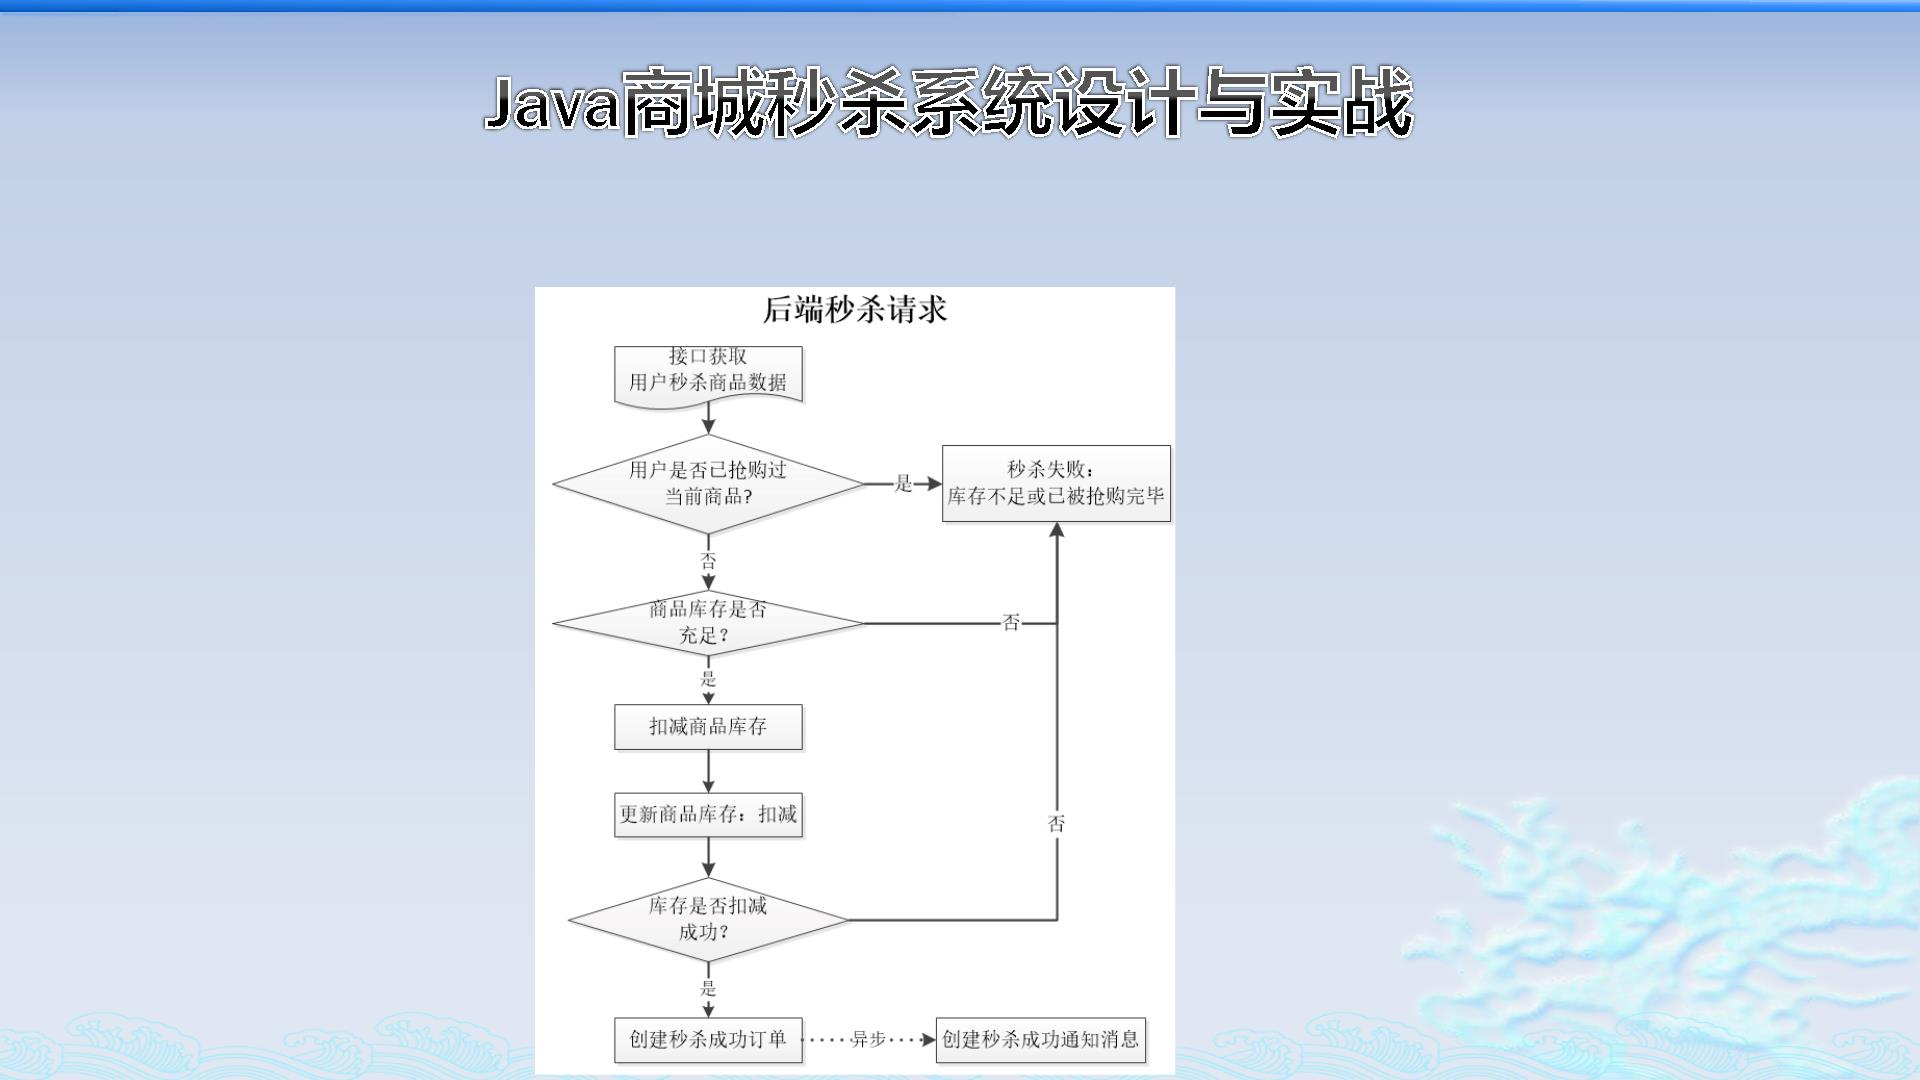 Java商城秒杀系统设计与实战
后端秒杀请求
接口获取
用户秒杀商品数据
用户是否已抢购过
当前商品?
是
秒杀失败：
库存不足或已被抢购完毕
否
商品库存是否
充足？
否
是
扣减商品库存
更新商品库存：扣减
否
库存是否扣减
成功？
是
创建秒杀成功订单
异步
创建秒杀成功通知消息